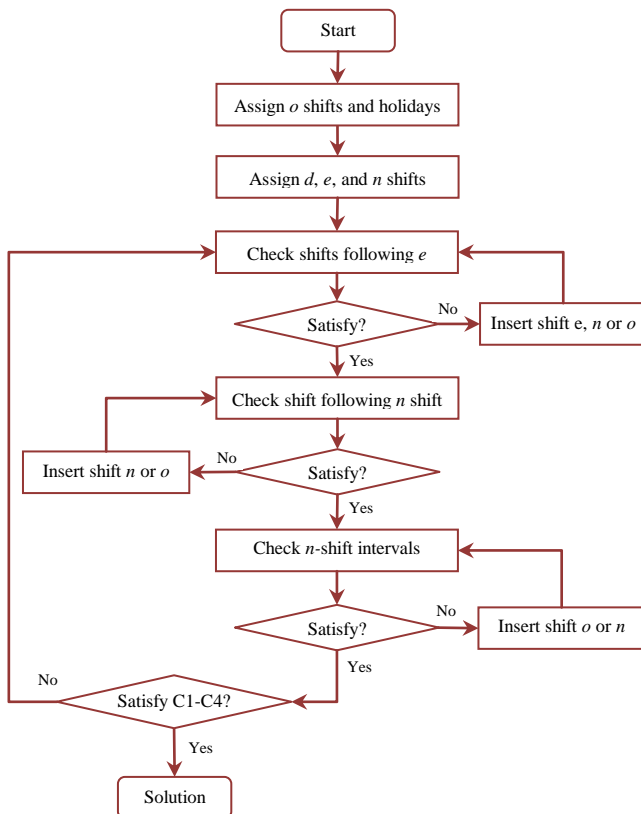 Start
Assign o shifts and holidays
Assign d, e, and n shifts
Check shifts following e
No
Satisfy?
Insert shift e, n or o
Yes
Check shift following n shift
No
Insert shift n or o
Satisfy?
Yes
Check n-shift intervals
No
Satisfy?
Insert shift o or n
Yes
No
Satisfy C1-C4?
Yes
Solution